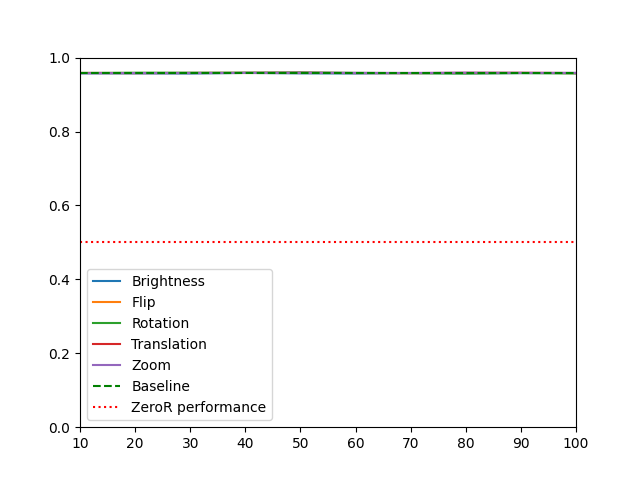 1.0
0.8
0.6
0.4
0.2
0.0
Brightness
Flip
Rotation
Translation
Zoom
Baseline
ZeroR performance
10 20 30 40 50 60 70 80 90 100